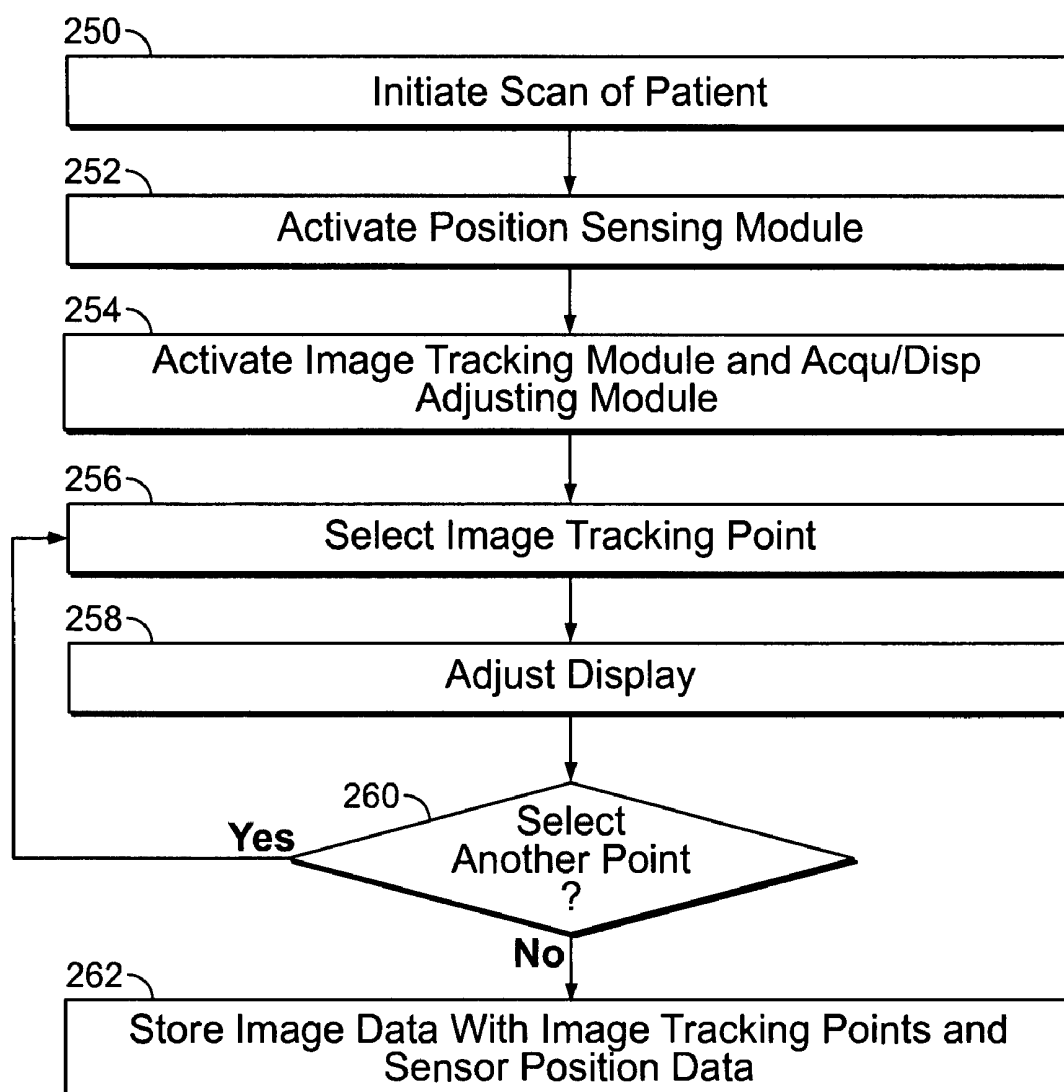 250
Initiate Scan of Patient
252
Activate Position Sensing Module
254
Activate Image Tracking Module and Acqu/Disp
Adjusting Module
256
Select Image Tracking Point
258
Adjust Display
260
Select
Another Point
?
Yes
No
262
Store Image Data With Image Tracking Points and
Sensor Position Data